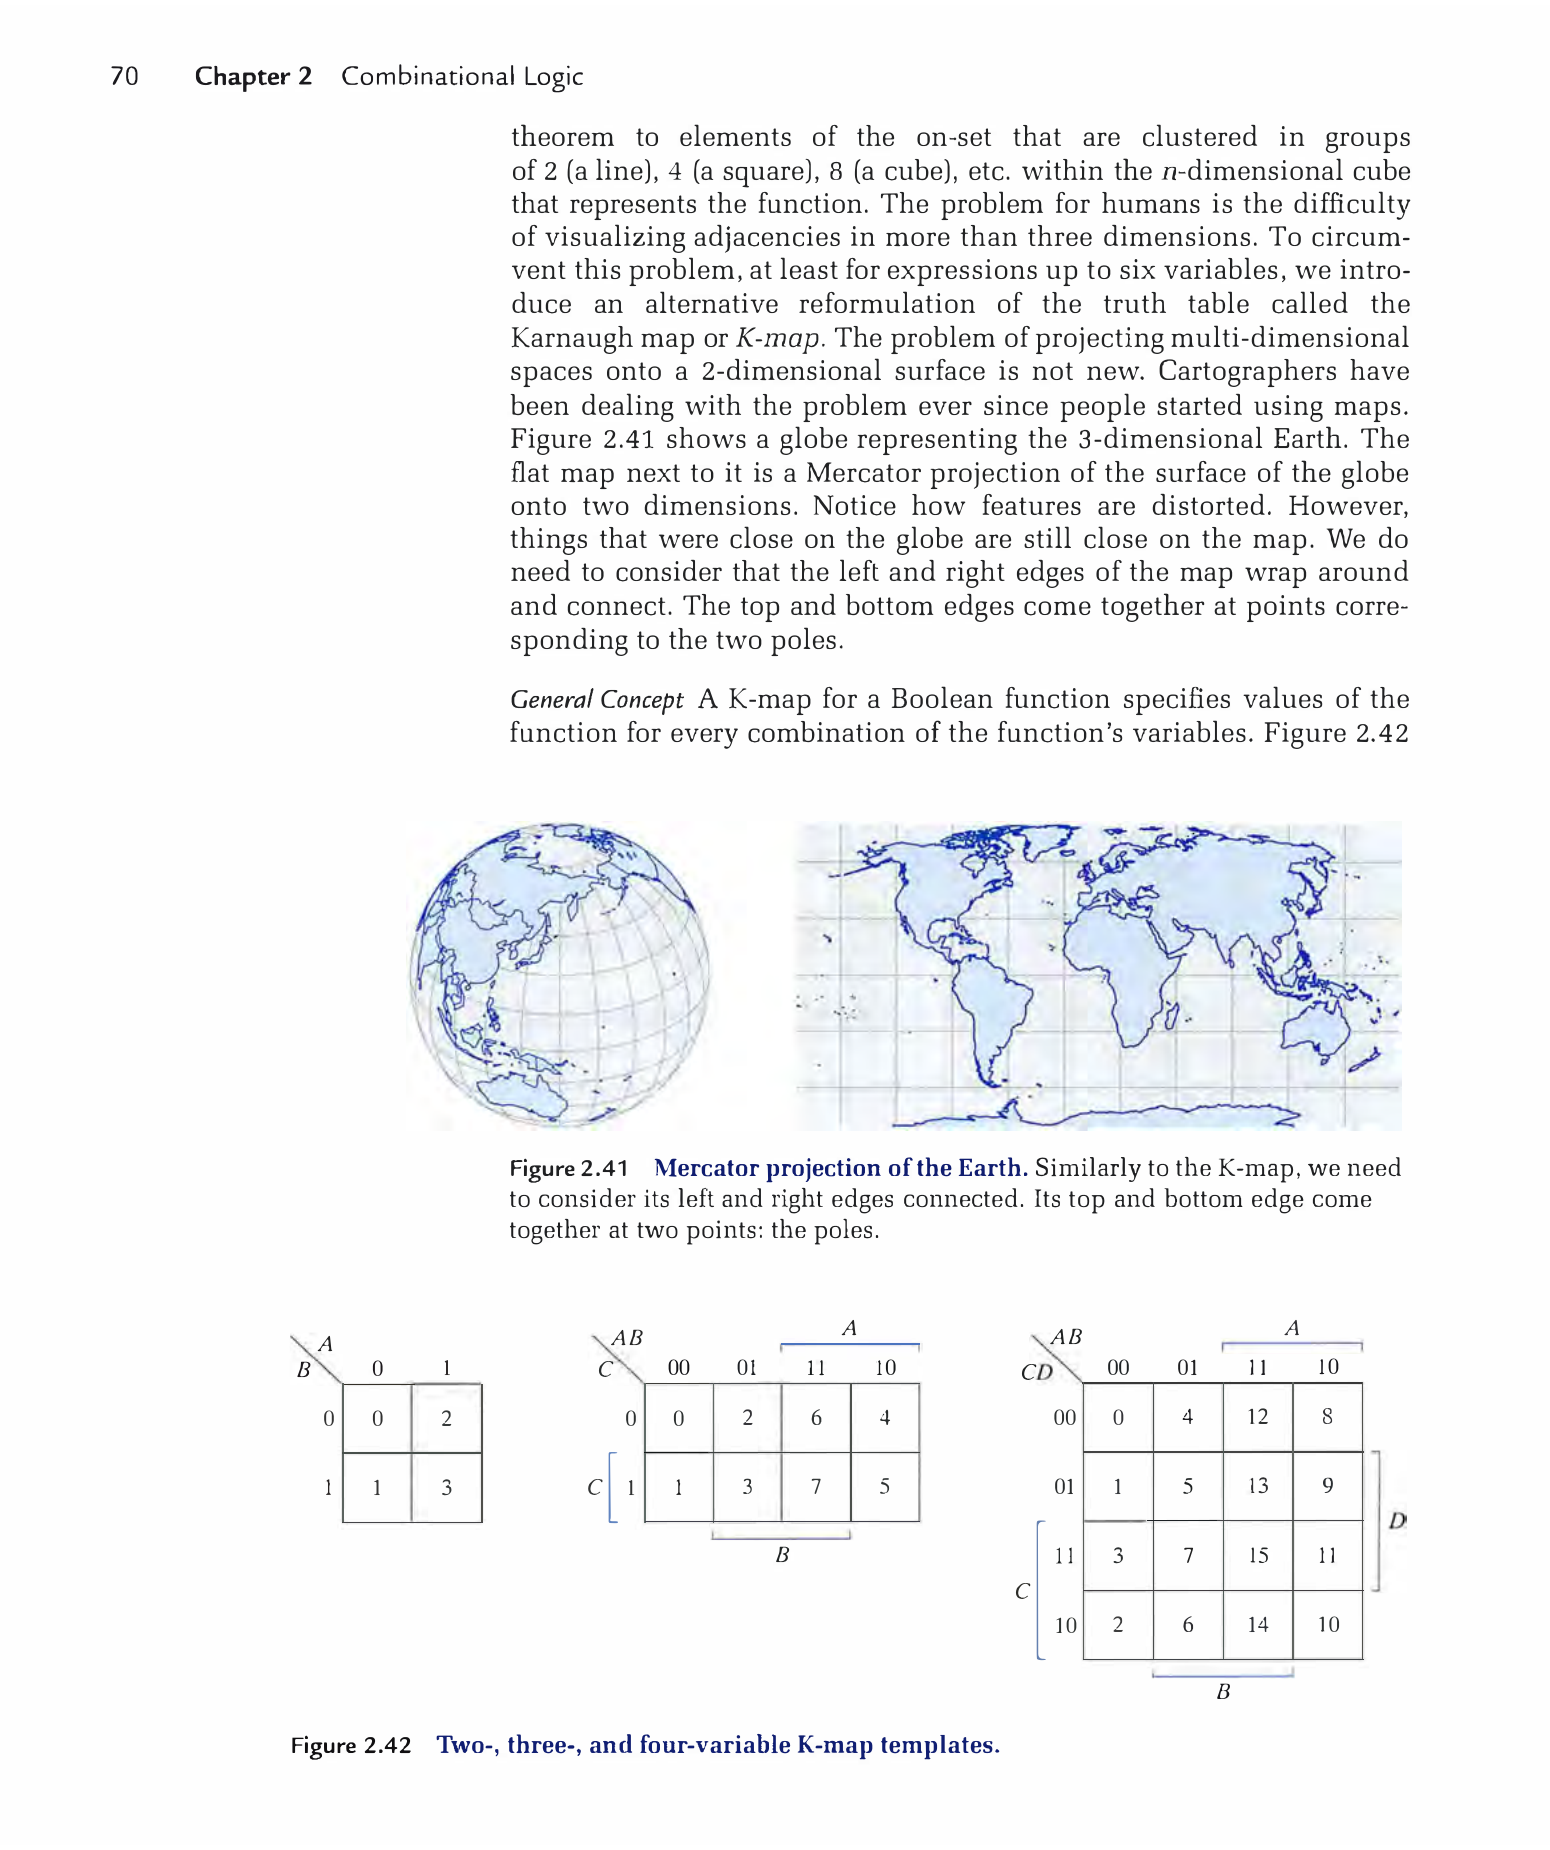 70 Chapter 2 Combinational Logic
theorem to elements of the on-set that are clustered in groups
of 2 (a line), 4 (a square), 8 (a cube), etc. within the n-dimensional cube
that represents the function. The problem for humans is the difficulty
of visualizing adjacencies in more than three dimensions. To circum-
vent this problem, at least for expressions up to six variables, we intro-
duce an alternative reformulation of the truth table called the
Karnaugh map or K-map. The problem of projecting multi-dimensional
spaces onto a 2-dimensional surface is not new. Cartographers have
been dealing with the problem ever since people started using maps.
Figure 2.41 shows a globe representing the 3-dimensional Earth. The
flat map next to it is a Mercator projection of the surface of the globe
onto two dimensions. Notice how features are distorted. However,
things that were close on the globe are still close on the map. We do
need to consider that the left and right edges of the map wrap around
and connect. The top and bottom edges come together at points corre-
sponding to the two poles.
General Concept A K-map for a Boolean function specifies values of the
function for every combination of the function's variables. Figure 2.42
Figure 2.41 Mercator projection of the Earth. Similarly to the K-map, we need
to consider its left and right edges connected. Its top and bottom edge come
together at two points: the poles.
A
B 0 1
0 0 2
1 1 3
AB A
C 00 01 11 10
0 0 2 6 4
C 1 1 3 7 5
B
AB A
CD 00 01 11 10
00 0 4 12 8
01 1 5 13 9
D
11 3 7 15 11
C
10 2 6 14 10
B
Figure 2.42 Two-, three-, and four-variable K-map templates.